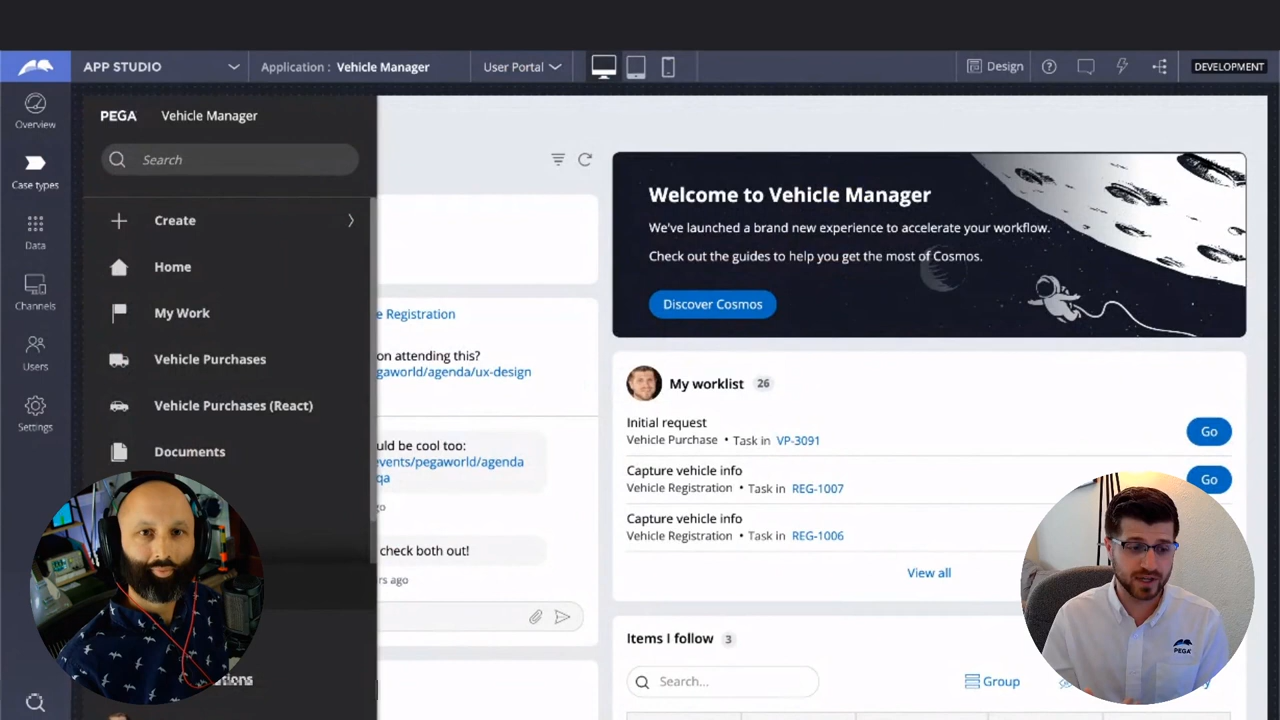 APP STUDIO
Application : Vehicle Manager
User Portal
Design
DEVELOPMENT
Overview
Case types
Data
Channels
Users
Settings
PEGA Vehicle Manager
Search
Create
Home
My Work
Vehicle Purchases
Vehicle Purchases (React)
Documents
e Registration
on attending this?
gaworld/agenda/ux-design
uld be cool too:
events/pegaworld/agenda
qa
go
check both out!
rs ago
Welcome to Vehicle Manager
We've launched a brand new experience to accelerate your workflow.
Check out the guides to help you get the most of Cosmos.
Discover Cosmos
My worklist 26
Initial request
Vehicle Purchase • Task in VP-3091
Go
Capture vehicle info
Vehicle Registration • Task in REG-1007
Go
Capture vehicle info
Vehicle Registration • Task in REG-1006
View all
Items I follow 3
Search...
Group
PEGA